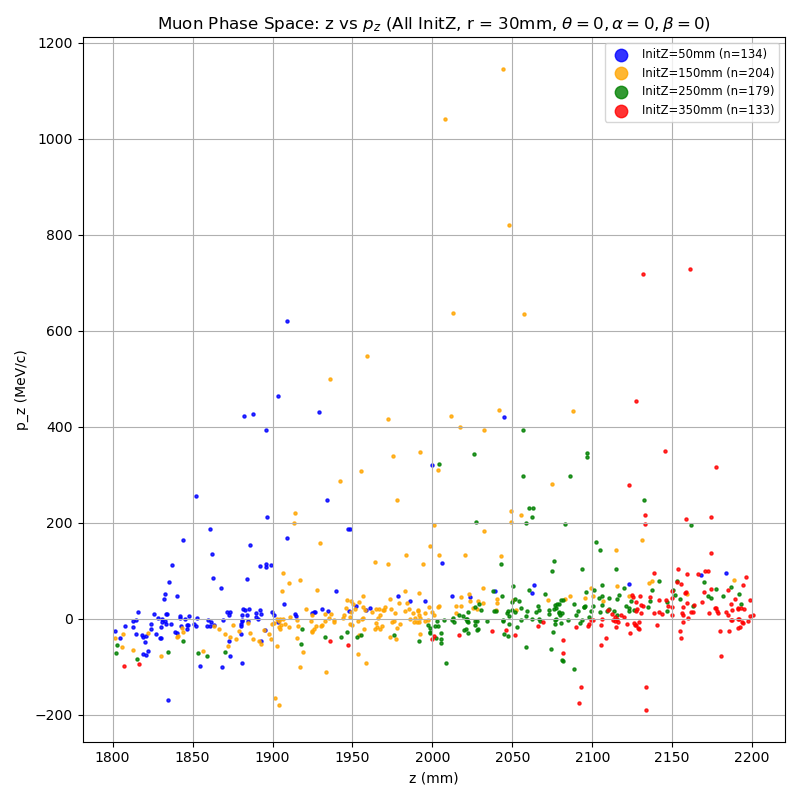 Muon Phase Space: z vs p_z (All InitZ, r = 30mm, θ = 0, α = 0, β = 0)
InitZ=50mm (n=134)
InitZ=150mm (n=204)
InitZ=250mm (n=179)
InitZ=350mm (n=133)
1200
1000
800
600
400
200
0
−200
p_z (MeV/c)
1800 1850 1900 1950 2000 2050 2100 2150 2200
z (mm)